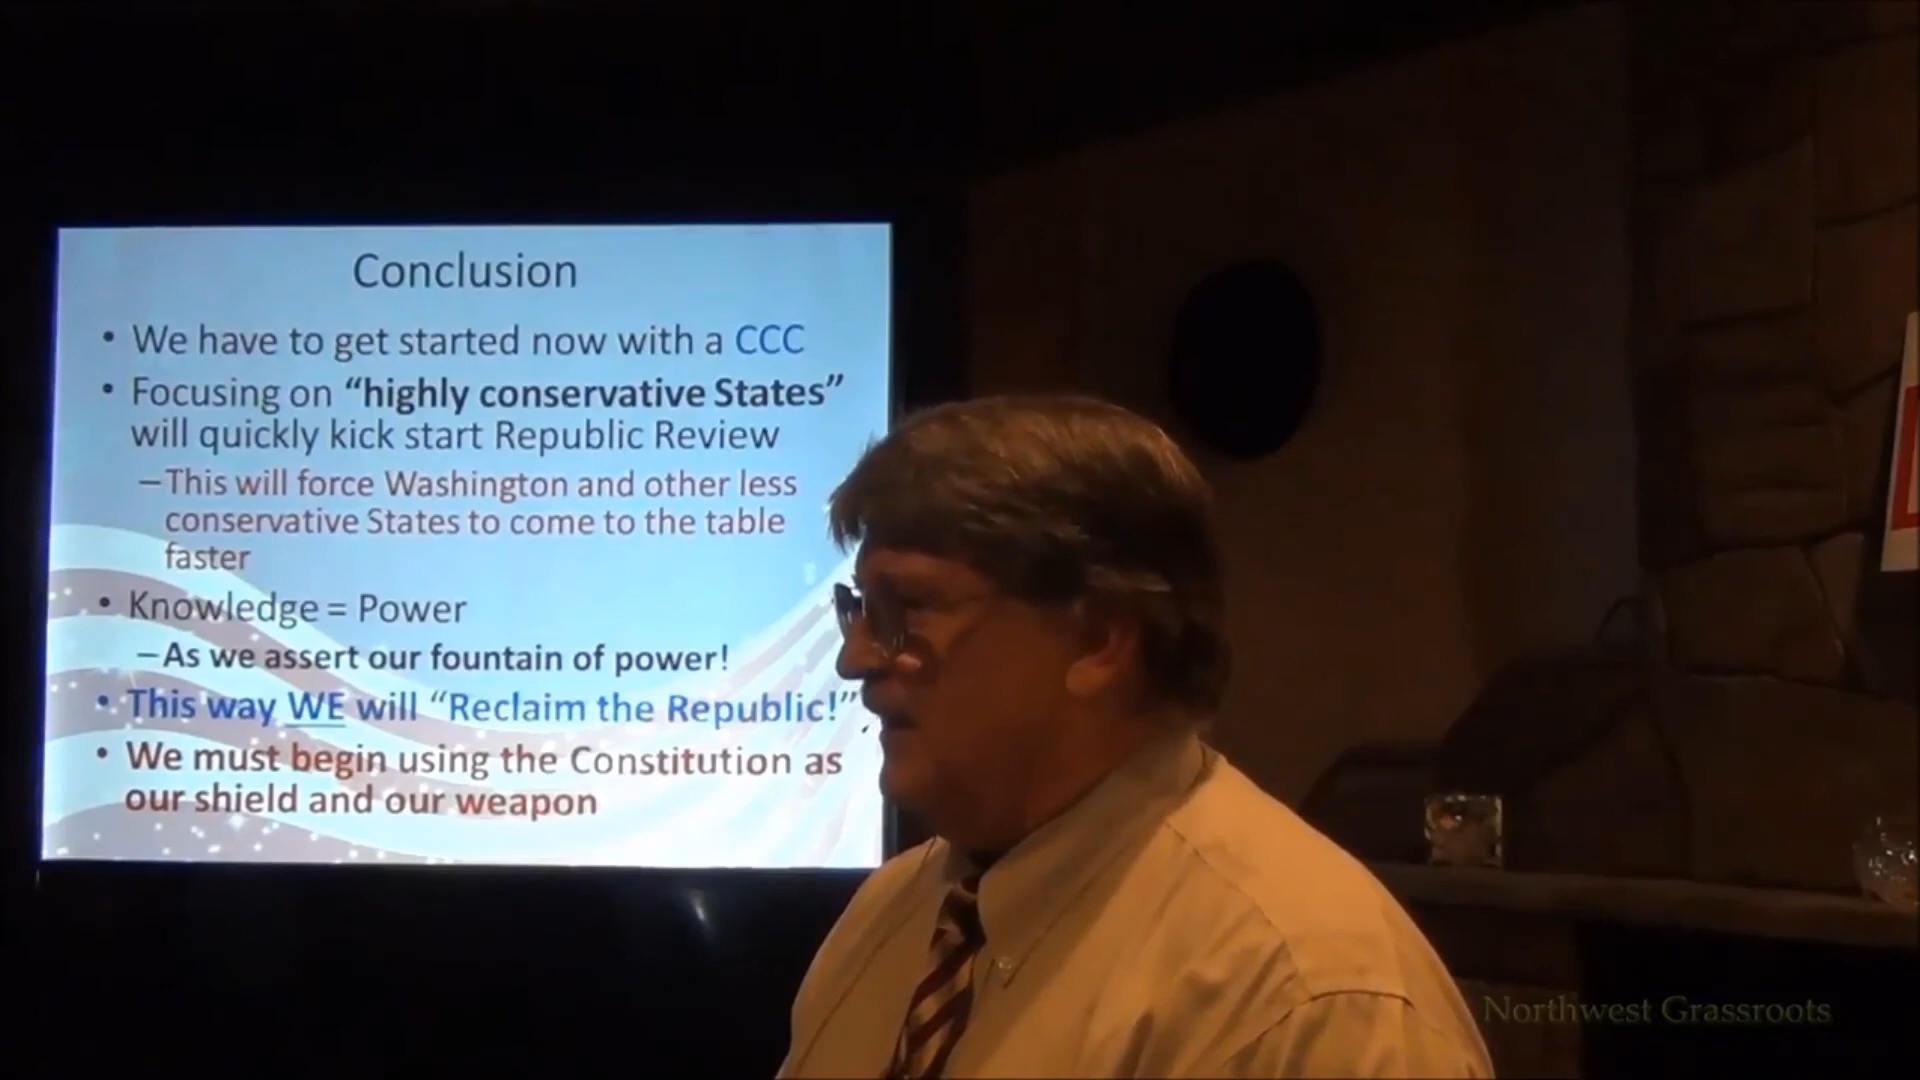 Conclusion
• We have to get started now with a CCC
• Focusing on “highly conservative States”
will quickly kick start Republic Review
–This will force Washington and other less
conservative States to come to the table
faster
• Knowledge = Power
–As we assert our fountain of power!
• This way WE will “Reclaim the Republic!”
• We must begin using the Constitution as
our shield and our weapon
Northwest Grassroots